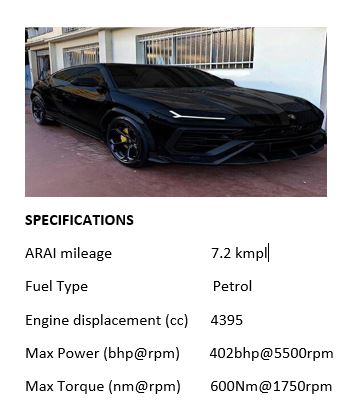 SPECIFICATIONS
ARAI mileage 7.2 kmpl
Fuel Type Petrol
Engine displacement (cc) 4395
Max Power (bhp@rpm) 402bhp@5500rpm
Max Torque (nm@rpm) 600Nm@1750rpm